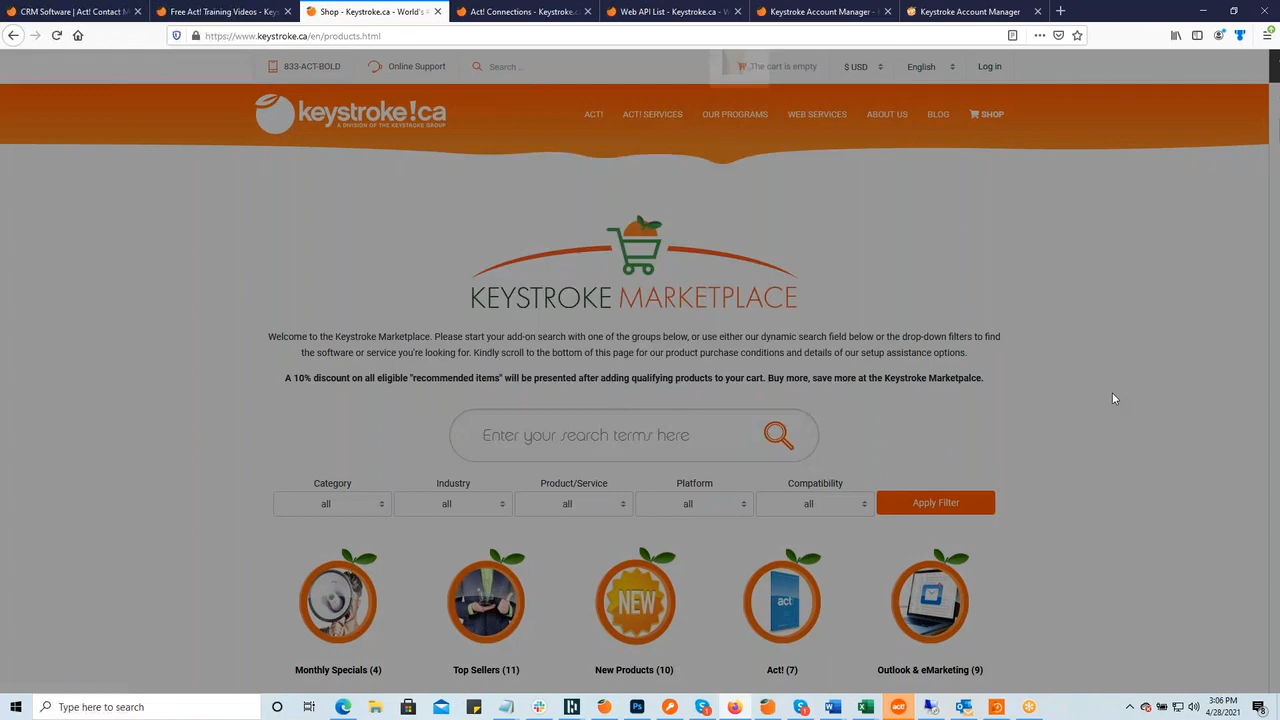 CRM Software | Act! Contact M
Free Act! Training Videos - Keys
Shop - Keystroke.ca - World's
Act! Connections - Keystroke.c
Web API List - Keystroke.ca - W
Keystroke Account Manager -
Keystroke Account Manager
https://www.keystroke.ca/en/products.html
833-ACT-BOLD
Online Support
Search ...
The cart is empty
$ USD
English
Log in
keystroke!ca
A DIVISION OF THE KEYSTROKE GROUP
ACT!
ACT! SERVICES
OUR PROGRAMS
WEB SERVICES
ABOUT US
BLOG
SHOP
KEYSTROKE MARKETPLACE
Welcome to the Keystroke Marketplace. Please start your add-on search with one of the groups below, or use either our dynamic search field below or the drop-down filters to find
the software or service you're looking for. Kindly scroll to the bottom of this page for our product purchase conditions and details of our setup assistance options.
A 10% discount on all eligible "recommended items" will be presented after adding qualifying products to your cart. Buy more, save more at the Keystroke Marketpalce.
Enter your search terms here
Category
Industry
Product/Service
Platform
Compatibility
all
all
all
all
all
Apply Filter
NEW
act!
Monthly Specials (4)
Top Sellers (11)
New Products (10)
Act! (7)
Outlook & eMarketing (9)
Type here to search
act!
3:06 PM
4/28/2021